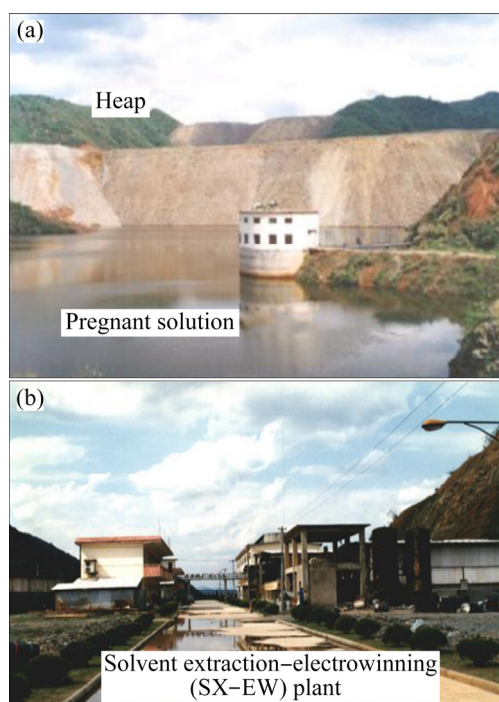 (a)
Heap
Pregnant solution
(b)
Solvent extraction−electrowinning
(SX−EW) plant